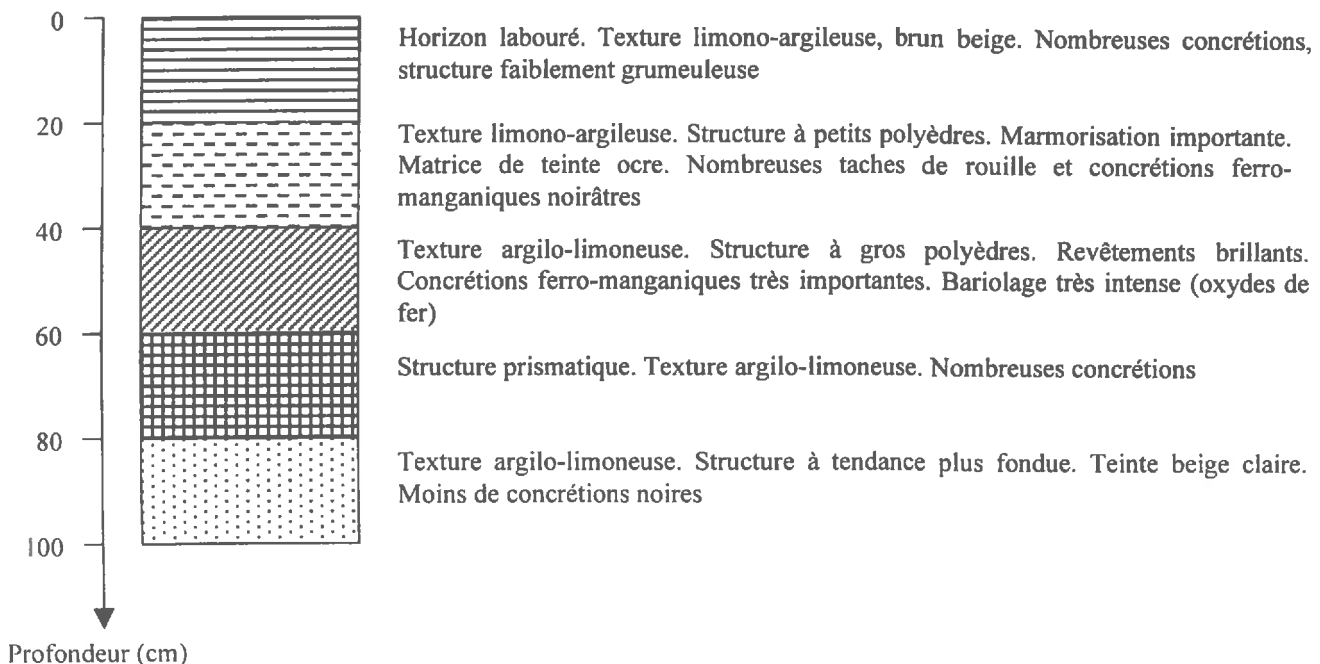 0
Horizon labouré. Texture limono-argileuse, brun beige. Nombreuses concrétions,
structure faiblement grumeuleuse
20
Texture limono-argileuse. Structure à petits polyèdres. Marmorisation importante.
Matrice de teinte ocre. Nombreuses taches de rouille et concrétions ferro-
manganiques noirâtres
40
Texture argilo-limoneuse. Structure à gros polyèdres. Revêtements brillants.
Concrétions ferro-manganiques très importantes. Bariolage très intense (oxydes de
fer)
60
Structure prismatique. Texture argilo-limoneuse. Nombreuses concrétions
80
Texture argilo-limoneuse. Structure à tendance plus fondue. Teinte beige claire.
Moins de concrétions noires
100
Profondeur (cm)